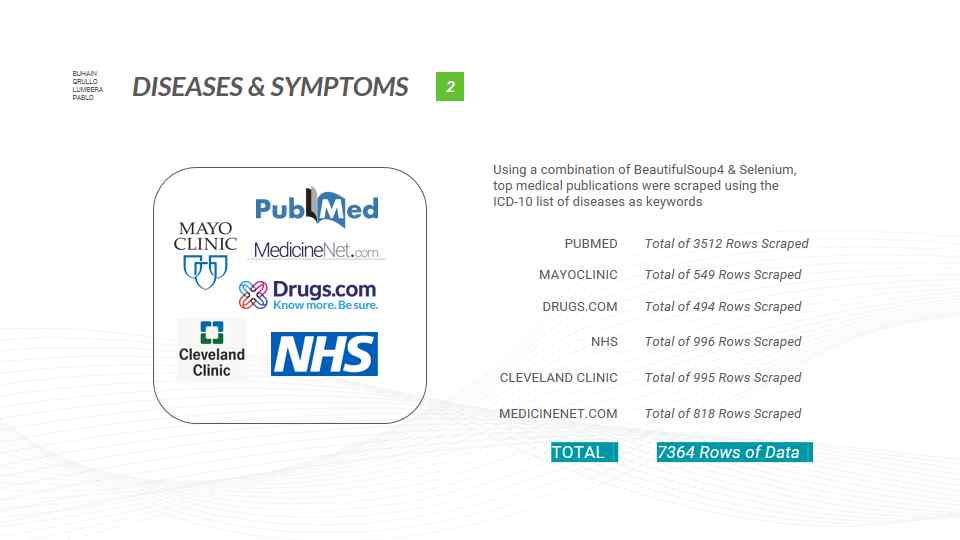 BUHAIN
QRULLO
LUMBERA
PABLO
DISEASES & SYMPTOMS
2
PubMed
MAYO
CLINIC
MedicineNet.com
Drugs.com
Know more. Be sure.
Cleveland
Clinic
NHS
Using a combination of BeautifulSoup4 & Selenium,
top medical publications were scraped using the
ICD-10 list of diseases as keywords
PUBMED Total of 3512 Rows Scraped
MAYOCLINIC Total of 549 Rows Scraped
DRUGS.COM Total of 494 Rows Scraped
NHS Total of 996 Rows Scraped
CLEVELAND CLINIC Total of 995 Rows Scraped
MEDICINENET.COM Total of 818 Rows Scraped
TOTAL 7364 Rows of Data